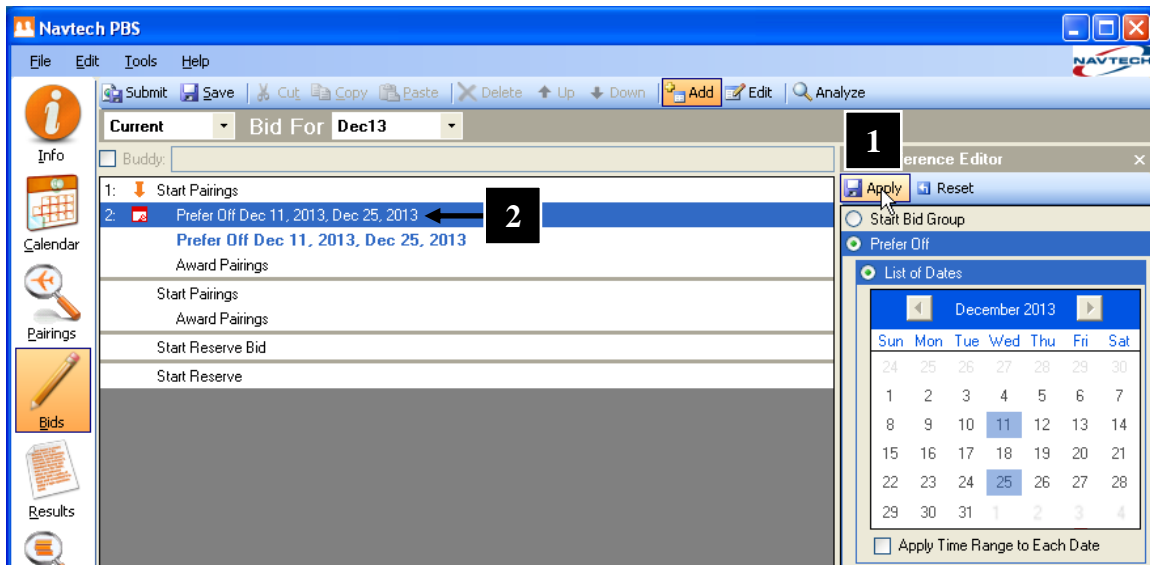 Navtech PBS
File Edit Tools Help
NAVTECH
Submit Save Cut Copy Paste Delete Up Down Add Edit Analyze
Current Bid For Dec13
Info
Calendar
Pairings
Bids
Results
Buddy:
1: Start Pairings
2: Prefer Off Dec 11, 2013, Dec 25, 2013
2
Prefer Off Dec 11, 2013, Dec 25, 2013
Award Pairings
Start Pairings
Award Pairings
Start Reserve Bid
Start Reserve
1
erence Editor
Apply Reset
Start Bid Group
Prefer Off
List of Dates
December 2013
Sun Mon Tue Wed Thu Fri Sat
24 25 26 27 28 29 30
1 2 3 4 5 6 7
8 9 10 11 12 13 14
15 16 17 18 19 20 21
22 23 24 25 26 27 28
29 30 31 1 2 3 4
Apply Time Range to Each Date